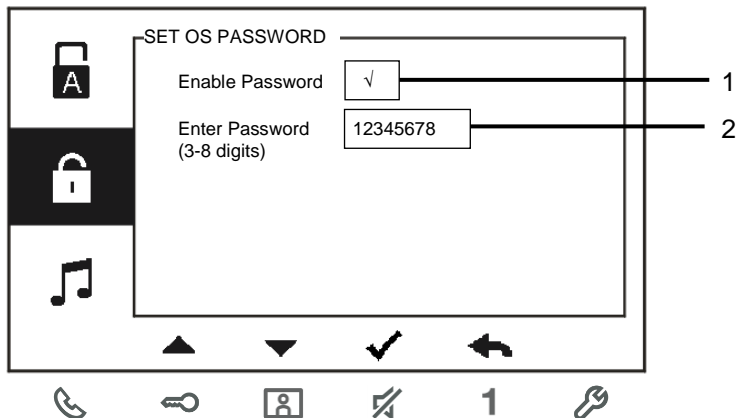 SET OS PASSWORD
A
Enable Password √ 1
Enter Password 12345678 2
(3-8 digits)
1